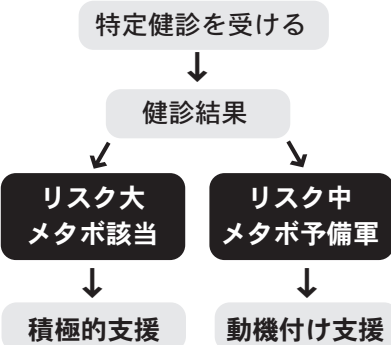 特定健診を受ける
健診結果
リスク大
メタボ該当
リスク中
メタボ予備軍
積極的支援
動機付け支援